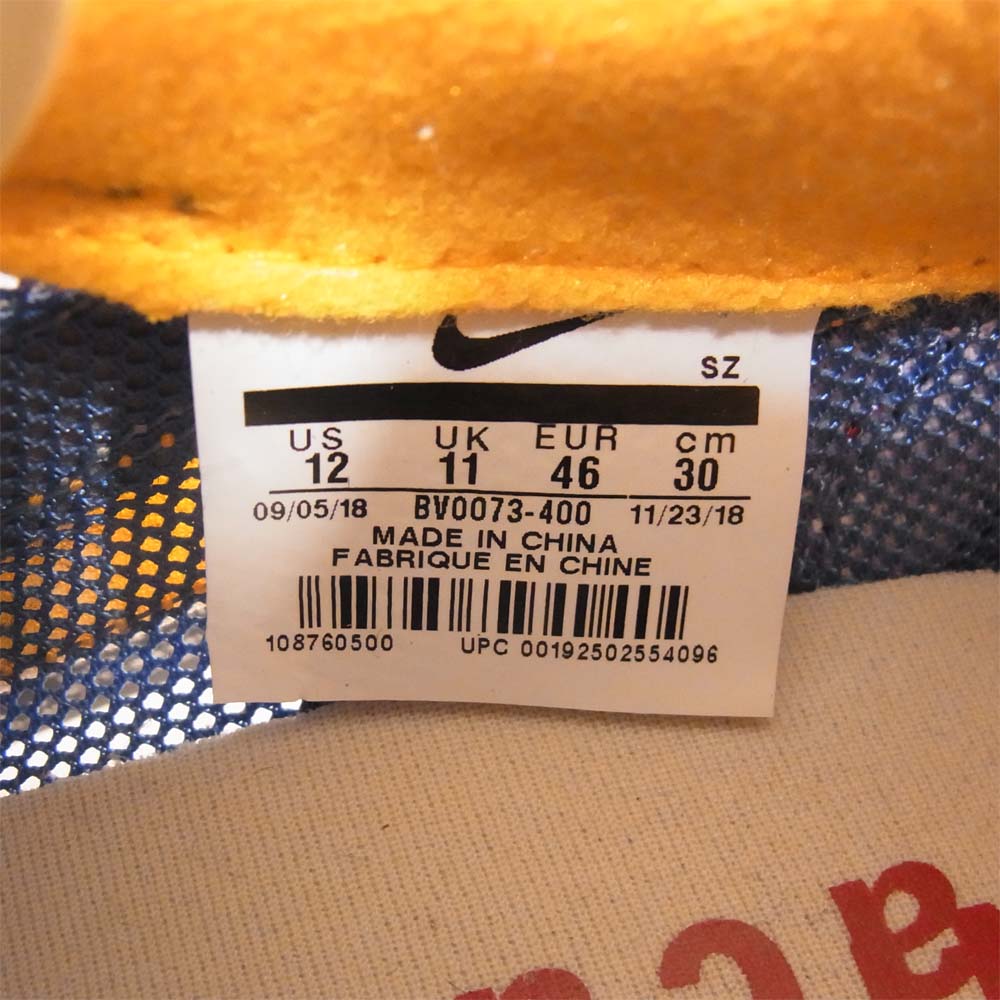 SZ
US UK EUR cm
12 11 46 30
09/05/18 BV0073-400 11/23/18
MADE IN CHINA
FABRIQUE EN CHINE
108760500 UPC 00192502554096